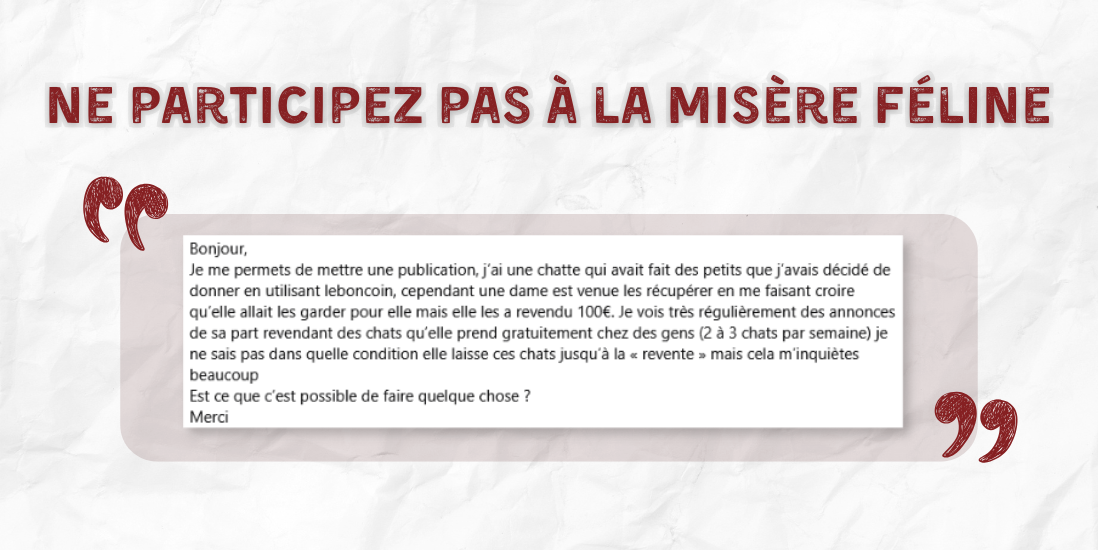 NE PARTICIPEZ PAS À LA MISÈRE FÉLINE
Bonjour,
Je me permets de mettre une publication, j'ai une chatte qui avait fait des petits que j'avais décidé de
donner en utilisant leboncoin, cependant une dame est venue les récupérer en me faisant croire
qu'elle allait les garder pour elle mais elle les a revendu 100€. Je vois très régulièrement des annonces
de sa part revendant des chats qu'elle prend gratuitement chez des gens (2 à 3 chats par semaine) je
ne sais pas dans quelle condition elle laisse ces chats jusqu'à la « revente » mais cela m'inquiètes
beaucoup
Est ce que c'est possible de faire quelque chose ?
Merci